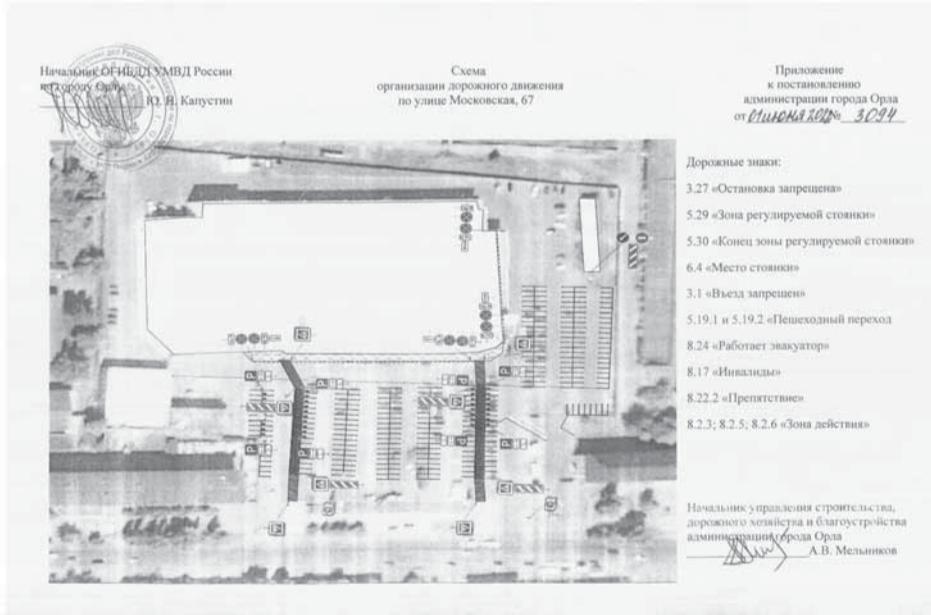 Начальник ОГИБДД УМВД России
по городу Орлу
Ю. Н. Капустин
Схема
организации дорожного движения
по улице Московская, 67
Приложение
к постановлению
администрации города Орла
от 01 июня 2020 № 3094
Дорожные знаки:
3.27 «Остановка запрещена»
5.29 «Зона регулируемой стоянки»
5.30 «Конец зоны регулируемой стоянки»
6.4 «Место стоянки»
3.1 «Въезд запрещен»
5.19.1 и 5.19.2 «Пешеходный переход
8.24 «Работает эвакуатор»
8.17 «Инвалиды»
8.22.2 «Препятствие»
8.2.3; 8.2.5; 8.2.6 «Зона действия»
Начальник управления строительства,
дорожного хозяйства и благоустройства
администрации города Орла
А.В. Мельников